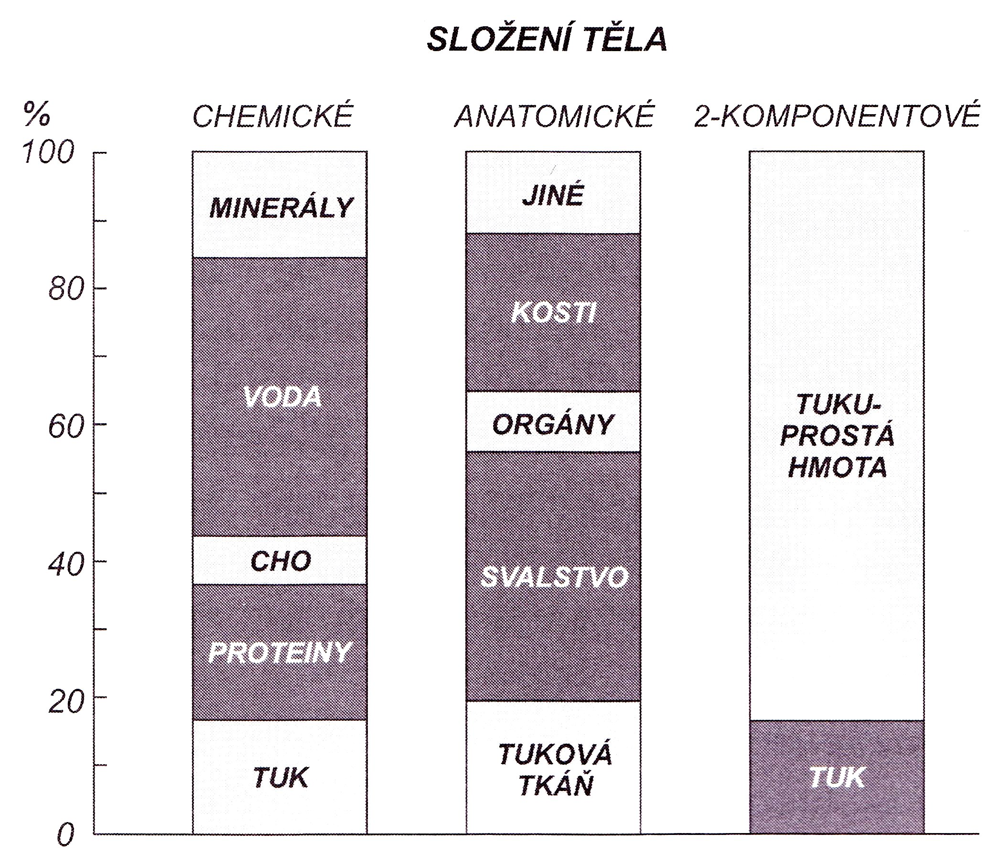 SLOŽENÍ TĚLA
% CHEMICKÉ ANATOMICKÉ 2-KOMPONENTOVÉ
100
80
60
40
20
0
MINERÁLY
VODA
CHO
PROTEINY
TUK
JINÉ
KOSTI
ORGÁNY
SVALSTVO
TUKOVÁ
TKÁŇ
TUKU-
PROSTÁ
HMOTA
TUK